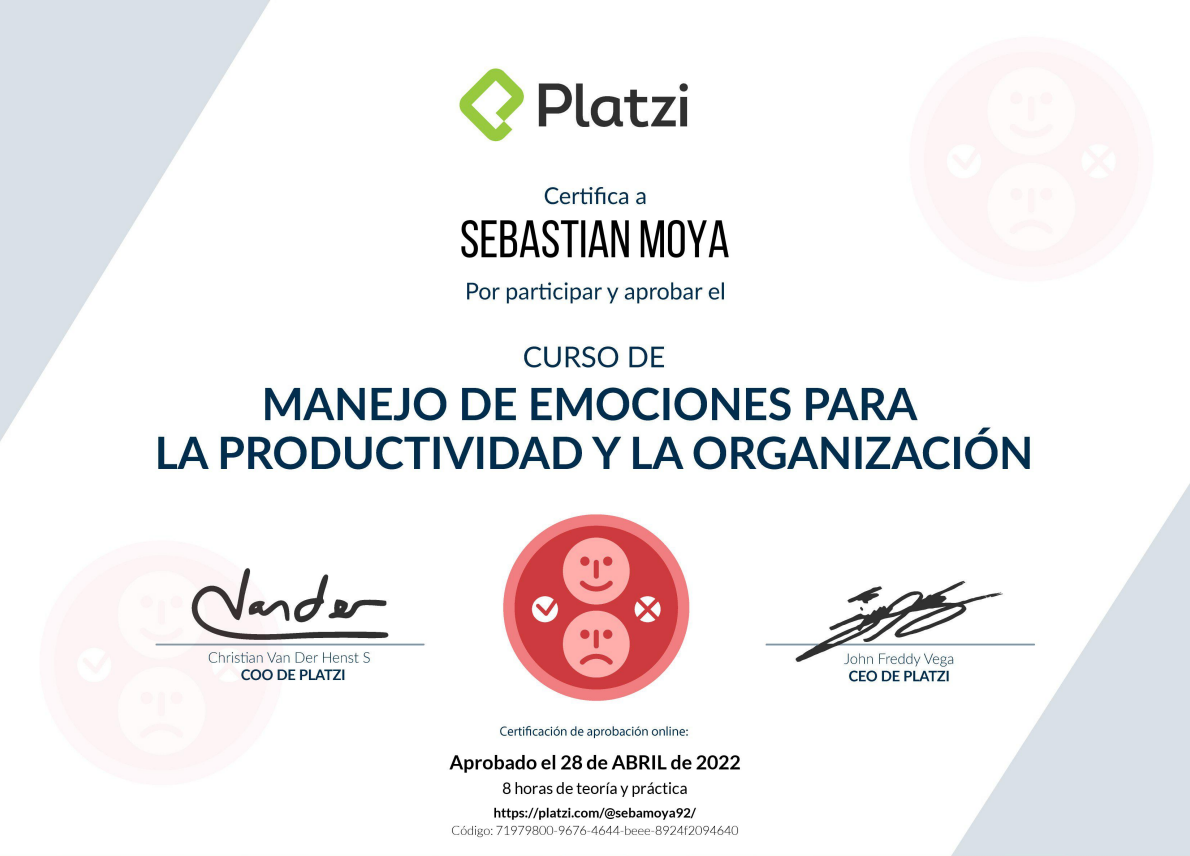 Platzi
Certifica a
SEBASTIAN MOYA
Por participar y aprobar el
CURSO DE
MANEJO DE EMOCIONES PARA
LA PRODUCTIVIDAD Y LA ORGANIZACIÓN
Vander
Christian Van Der Henst S
COO DE PLATZI
John Freddy Vega
CEO DE PLATZI
Certificación de aprobación online:
Aprobado el 28 de ABRIL de 2022
8 horas de teoría y práctica
https://platzi.com/@sebamoya92/
Código: 71979800-9676-4644-beee-8924f2094640